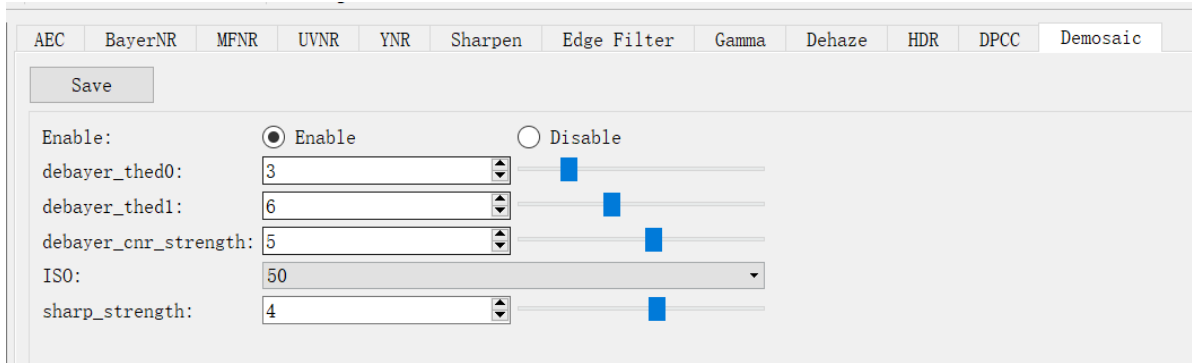 AEC BayerNR MFNR UVNR YNR Sharpen Edge Filter Gamma Dehaze HDR DPCC Demosaic
Save
Enable: Enable Disable
debayer_thed0: 3
debayer_thed1: 6
debayer_cnr_strength: 5
ISO: 50
sharp_strength: 4